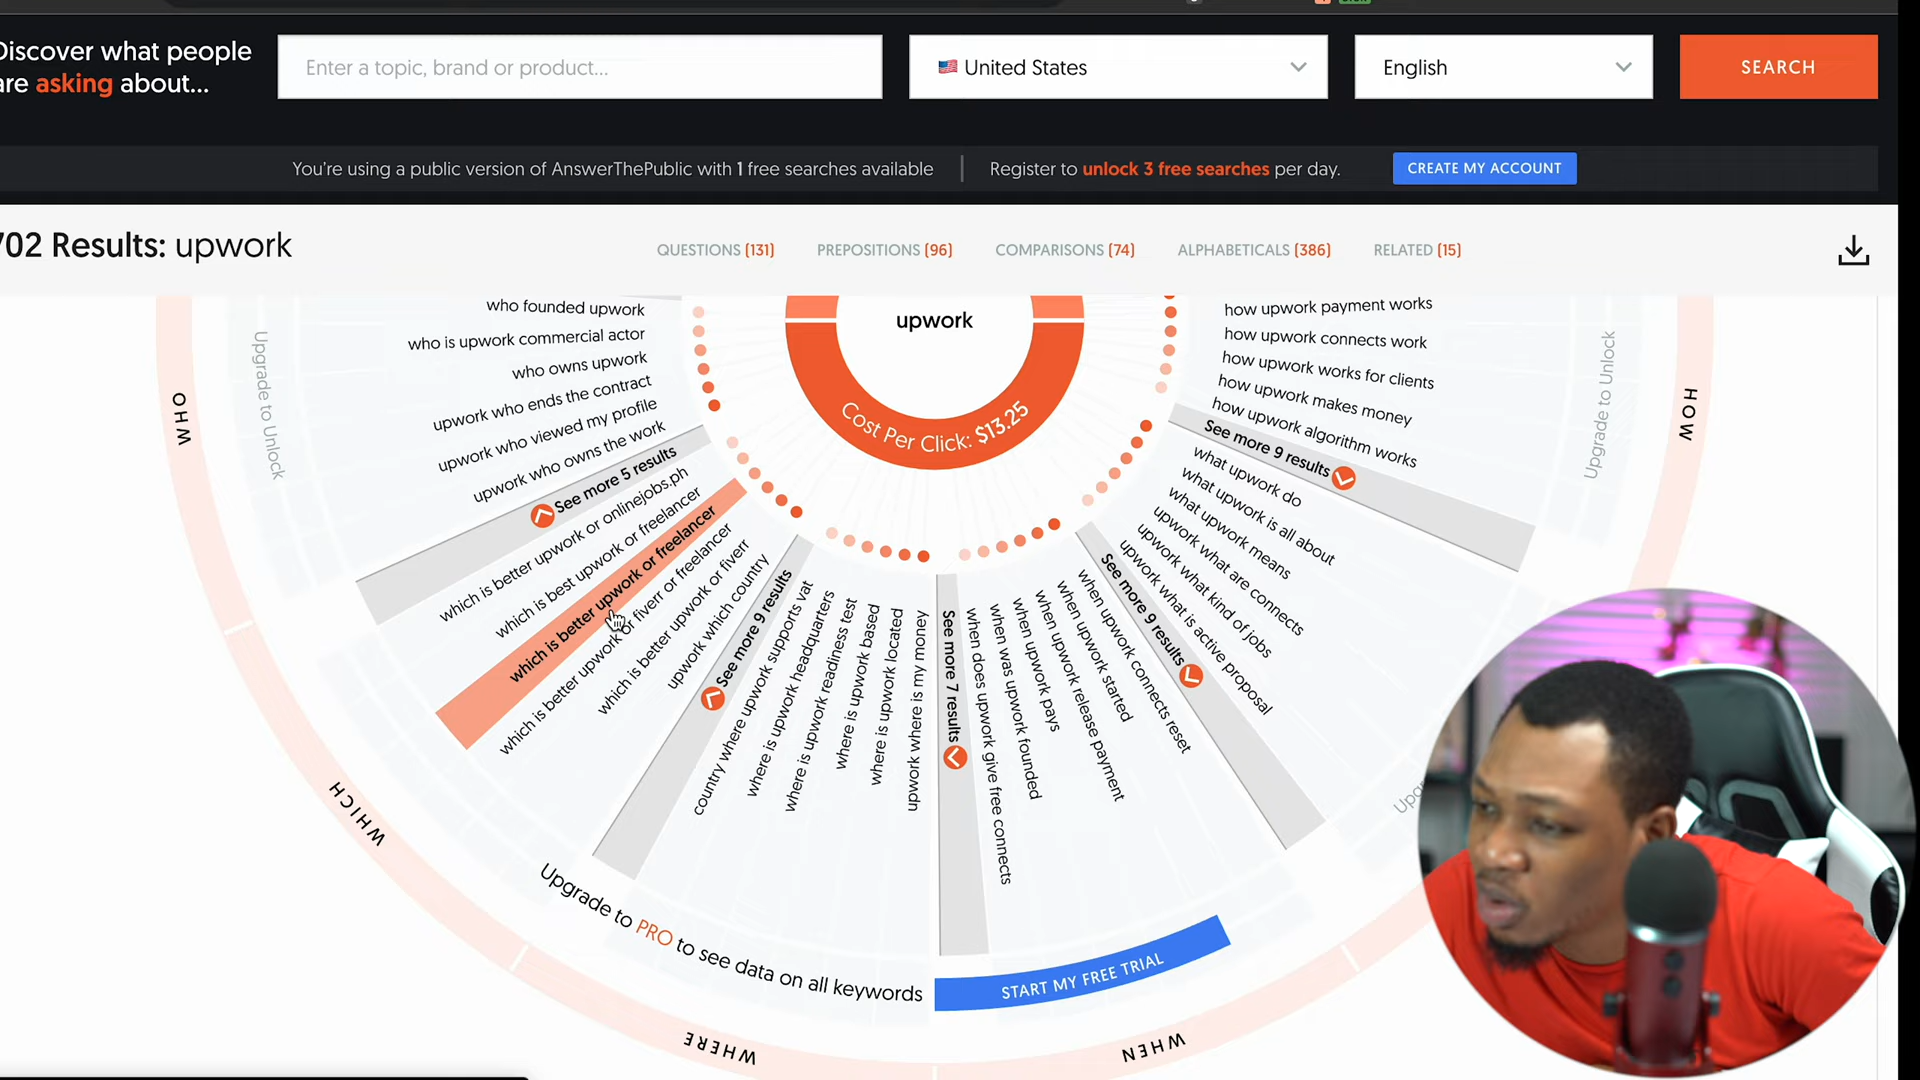 Discover what people
are asking about...
Enter a topic, brand or product...
United States
English
SEARCH
You're using a public version of AnswerThePublic with 1 free searches available
Register to unlock 3 free searches per day.
CREATE MY ACCOUNT
702 Results: upwork
QUESTIONS (131)
PREPOSITIONS (96)
COMPARISONS (74)
ALPHABETICALS (386)
RELATED (15)
upwork
Cost Per Click: $13.25
WHO
Upgrade to Unlock
who founded upwork
who is upwork commercial actor
who owns upwork
upwork who ends the contract
upwork who viewed my profile
upwork who owns the work
See more 5 results
WHICH
which is better upwork or onlinejobs.ph
which is best upwork or freelancer
which is better upwork or freelancer
which is better upwork or fiverr or freelancer
which is better upwork or fiverr
upwork which country
See more 9 results
WHERE
country where upwork supports vat
where is upwork headquarters
where is upwork readiness test
where is upwork based
where is upwork located
upwork where is my money
See more 7 results
WHEN
when does upwork give free connects
when was upwork founded
when upwork pays
when upwork release payment
when upwork started
when upwork connects reset
See more 9 results
upwork what is active proposal
upwork what kind of jobs
upwork what are connects
what upwork means
what upwork is all about
what upwork do
See more 9 results
HOW
Upgrade to Unlock
how upwork payment works
how upwork connects work
how upwork works for clients
how upwork makes money
how upwork algorithm works
Upgrade to PRO to see data on all keywords
START MY FREE TRIAL